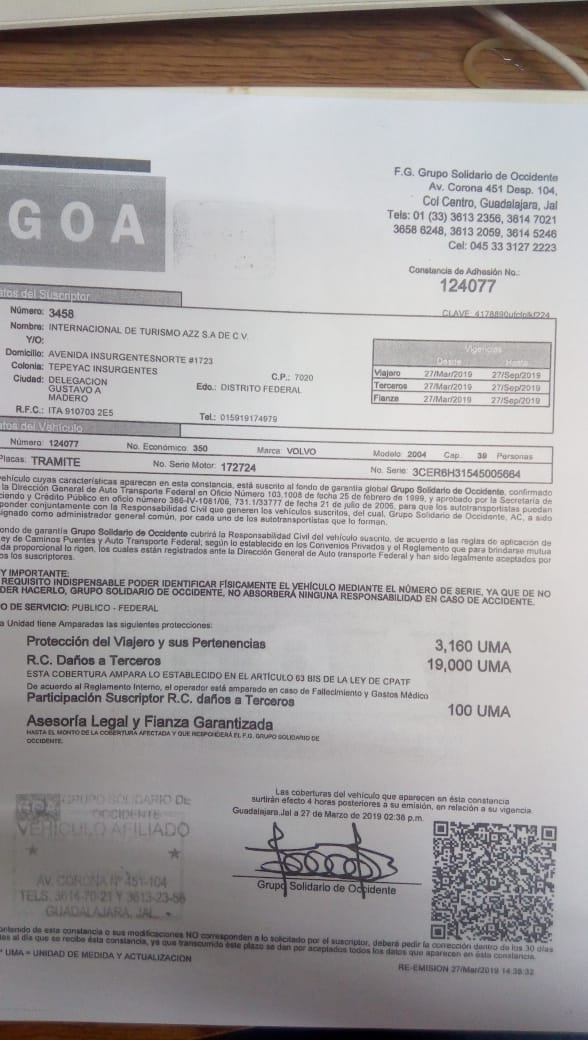 GOA
F.G. Grupo Solidario de Occidente
Av. Corona 451 Desp. 104,
Col Centro, Guadalajara, Jal
Tels: 01 (33) 3613 2356, 3614 7021
3658 6248, 3613 2059, 3614 5246
Cel: 045 33 3127 2223
Constancia de Adhesión No.:
124077
atos del Suscriptor
Número: 3458
Nombre: INTERNACIONAL DE TURISMO AZZ S.A DE C.V.
Y/O:
Domicilio: AVENIDA INSURGENTESNORTE #1723
Colonia: TEPEYAC INSURGENTES
C.P.: 7020
Ciudad: DELEGACION GUSTAVO A MADERO
Edo.: DISTRITO FEDERAL
R.F.C.: ITA 910703 2E5
Tel.: 015919174979
Vigencias
Desde Hasta
Viajero 27/Mar/2019 27/Sep/2019
Terceros 27/Mar/2019 27/Sep/2019
Fianza 27/Mar/2019 27/Sep/2019
atos del Vehículo
Número: 124077 No. Económico: 350 Marca: VOLVO Modelo: 2004 Cap. 39 Personas
Placas: TRAMITE No. Serie Motor: 172724 No. Serie: 3CER6H31545005664
vehículo cuyas características aparecen en esta constancia, está suscrito al fondo de garantía global Grupo Solidario de Occidente, confirmado
la Dirección General de Auto Transporte Federal en Oficio Número 103.1008 de fecha 25 de febrero de 1999, y aprobado por la Secretaría de
ciendo y Crédito Público en oficio número 366-IV-1081/06, 731.1/33777 de fecha 21 de julio de 2006, para que los autotransportistas puedan
ponder conjuntamente con la Responsabilidad Civil que generen los vehículos suscritos, del cual, Grupo Solidario de Occidente, AC, a sido
ignado como administrador general común, por cada uno de los autotransportistas que lo forman.
ondo de garantía Grupo Solidario de Occidente cubrirá la Responsabilidad Civil del vehículo suscrito, de acuerdo a las reglas de aplicación de
ey de Caminos Puentes y Auto Transporte Federal, según lo establecido en los Convenios Privados y el Reglamento que para brindarse mutua
da proporcional lo rigen, los cuales están registrados ante la Dirección General de Auto transporte Federal y han sido legalmente aceptados por
os los suscriptores.
Y IMPORTANTE:
REQUISITO INDISPENSABLE PODER IDENTIFICAR FÍSICAMENTE EL VEHÍCULO MEDIANTE EL NÚMERO DE SERIE, YA QUE DE NO
DER HACERLO, GRUPO SOLIDARIO DE OCCIDENTE, NO ABSORBERÁ NINGUNA RESPONSABILIDAD EN CASO DE ACCIDENTE.
O DE SERVICIO: PUBLICO - FEDERAL
a Unidad tiene Amparadas las siguientes protecciones:
Protección del Viajero y sus Pertenencias 3,160 UMA
R.C. Daños a Terceros 19,000 UMA
ESTA COBERTURA AMPARA LO ESTABLECIDO EN EL ARTÍCULO 63 BIS DE LA LEY DE CPATF
De acuerdo al Reglamento Interno, el operador está amparado en caso de Fallecimiento y Gastos Médico
Participación Suscriptor R.C. daños a Terceros 100 UMA
Asesoría Legal y Fianza Garantizada
HASTA EL MONTO DE LA COBERTURA AFECTADA Y QUE RESPONDERÁ EL F.G. GRUPO SOLIDARIO DE
OCCIDENTE.
Las coberturas del vehículo que aparecen en ésta constancia
surtirán efecto 4 horas posteriores a su emisión, en relación a su vigencia.
Guadalajara,Jal a 27 de Marzo de 2019 02:38 p.m.
GRUPO SOLIDARIO DE
OCCIDENTE
VEHICULO AFILIADO
AV. CORONA Nº 451-104
TELS. 3614-70-21 Y 3613-23-56
GUADALAJARA, JAL.
Grupo Solidario de Occidente
ontenido de esta constancia o sus modificaciones NO corresponden a lo solicitado por el suscriptor, deberá pedir la corrección dentro de los 30 días
es al día que se recibe ésta constancia, ya que transcurrido éste plazo se dan por aceptados todos los datos que aparecen en ésta constancia.
* UMA = UNIDAD DE MEDIDA Y ACTUALIZACION
RE-EMISION 27/Mar/2019 14:38:32